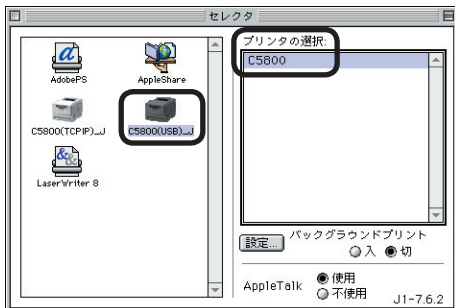 セレクタ
AdobePS
AppleShare
C5800(TCPIP)_J
C5800(USB)_J
LaserWriter 8
プリンタの選択:
C5800
設定...
バックグラウンドプリント
入 切
AppleTalk
使用
不使用
J1-7.6.2